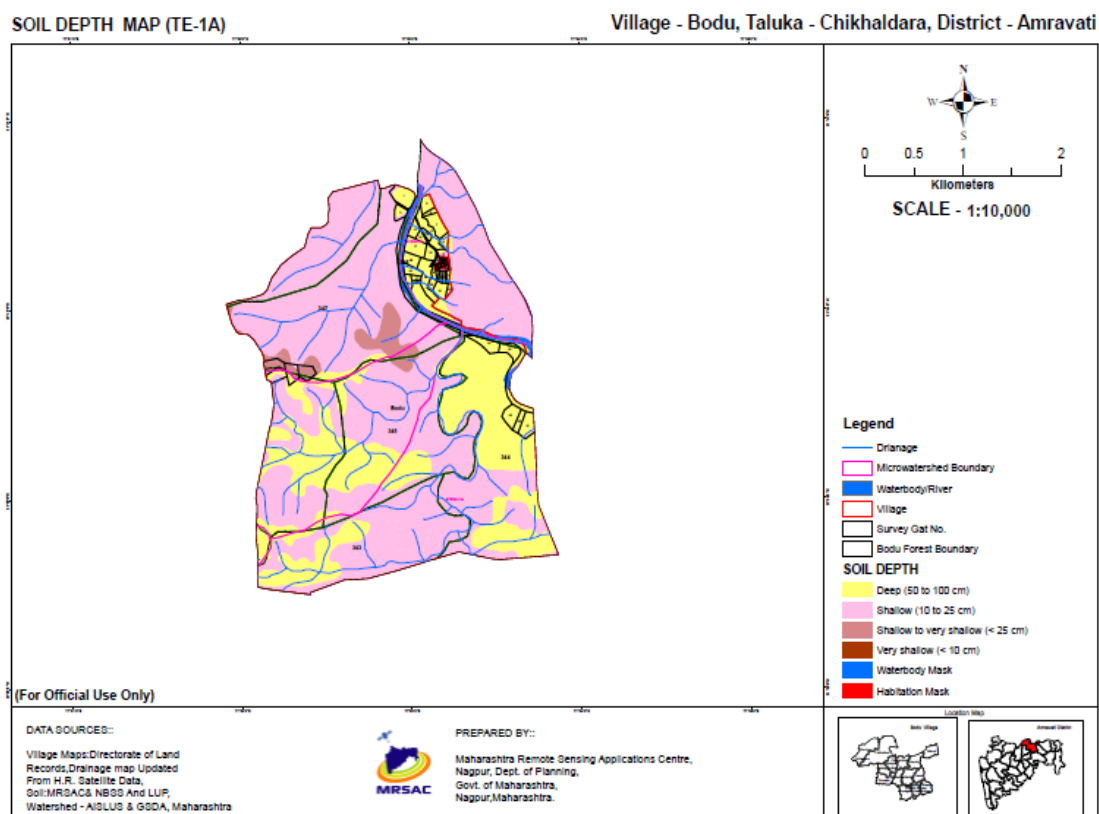 SOIL DEPTH MAP (TE-1A)
Village - Bodu, Taluka - Chikhaldara, District - Amravati
N
W
E
S
0 0.5 1 2
Kilometers
SCALE - 1:10,000
347
Bodu
345
344
343
Legend
Drianage
Microwatershed Boundary
Waterbody/River
Village
Survey Gat No.
Bodu Forest Boundary
SOIL DEPTH
Deep (50 to 100 cm)
Shallow (10 to 25 cm)
Shallow to very shallow (< 25 cm)
Very shallow (< 10 cm)
Waterbody Mask
Habitation Mask
(For Official Use Only)
DATA SOURCES::
Village Maps:Directorate of Land
Records,Drainage map Updated
From H.R. Satellite Data,
Soil:MRSAC& NBSS And LUP,
Watershed - AISLUS & GSDA, Maharashtra
MRSAC
PREPARED BY::
Maharashtra Remote Sensing Applications Centre,
Nagpur, Dept. of Planning,
Govt. of Maharashtra,
Nagpur,Maharashtra.
Location Map
Bodu Village
Amravati District